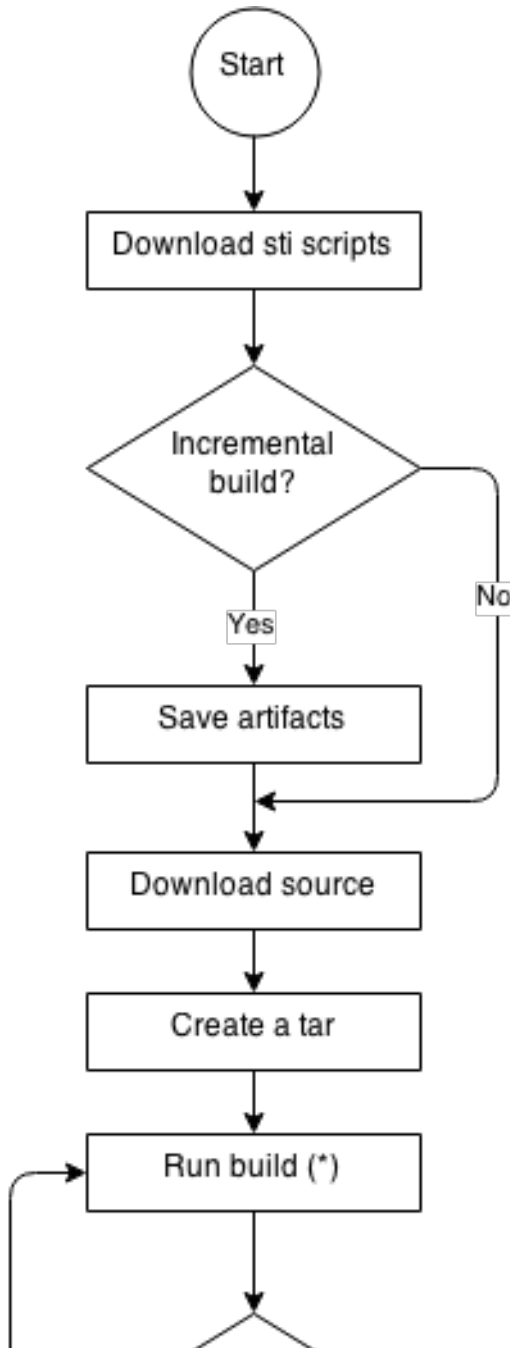 Start
Download sti scripts
Incremental
build?
No
Yes
Save artifacts
Download source
Create a tar
Run build (*)